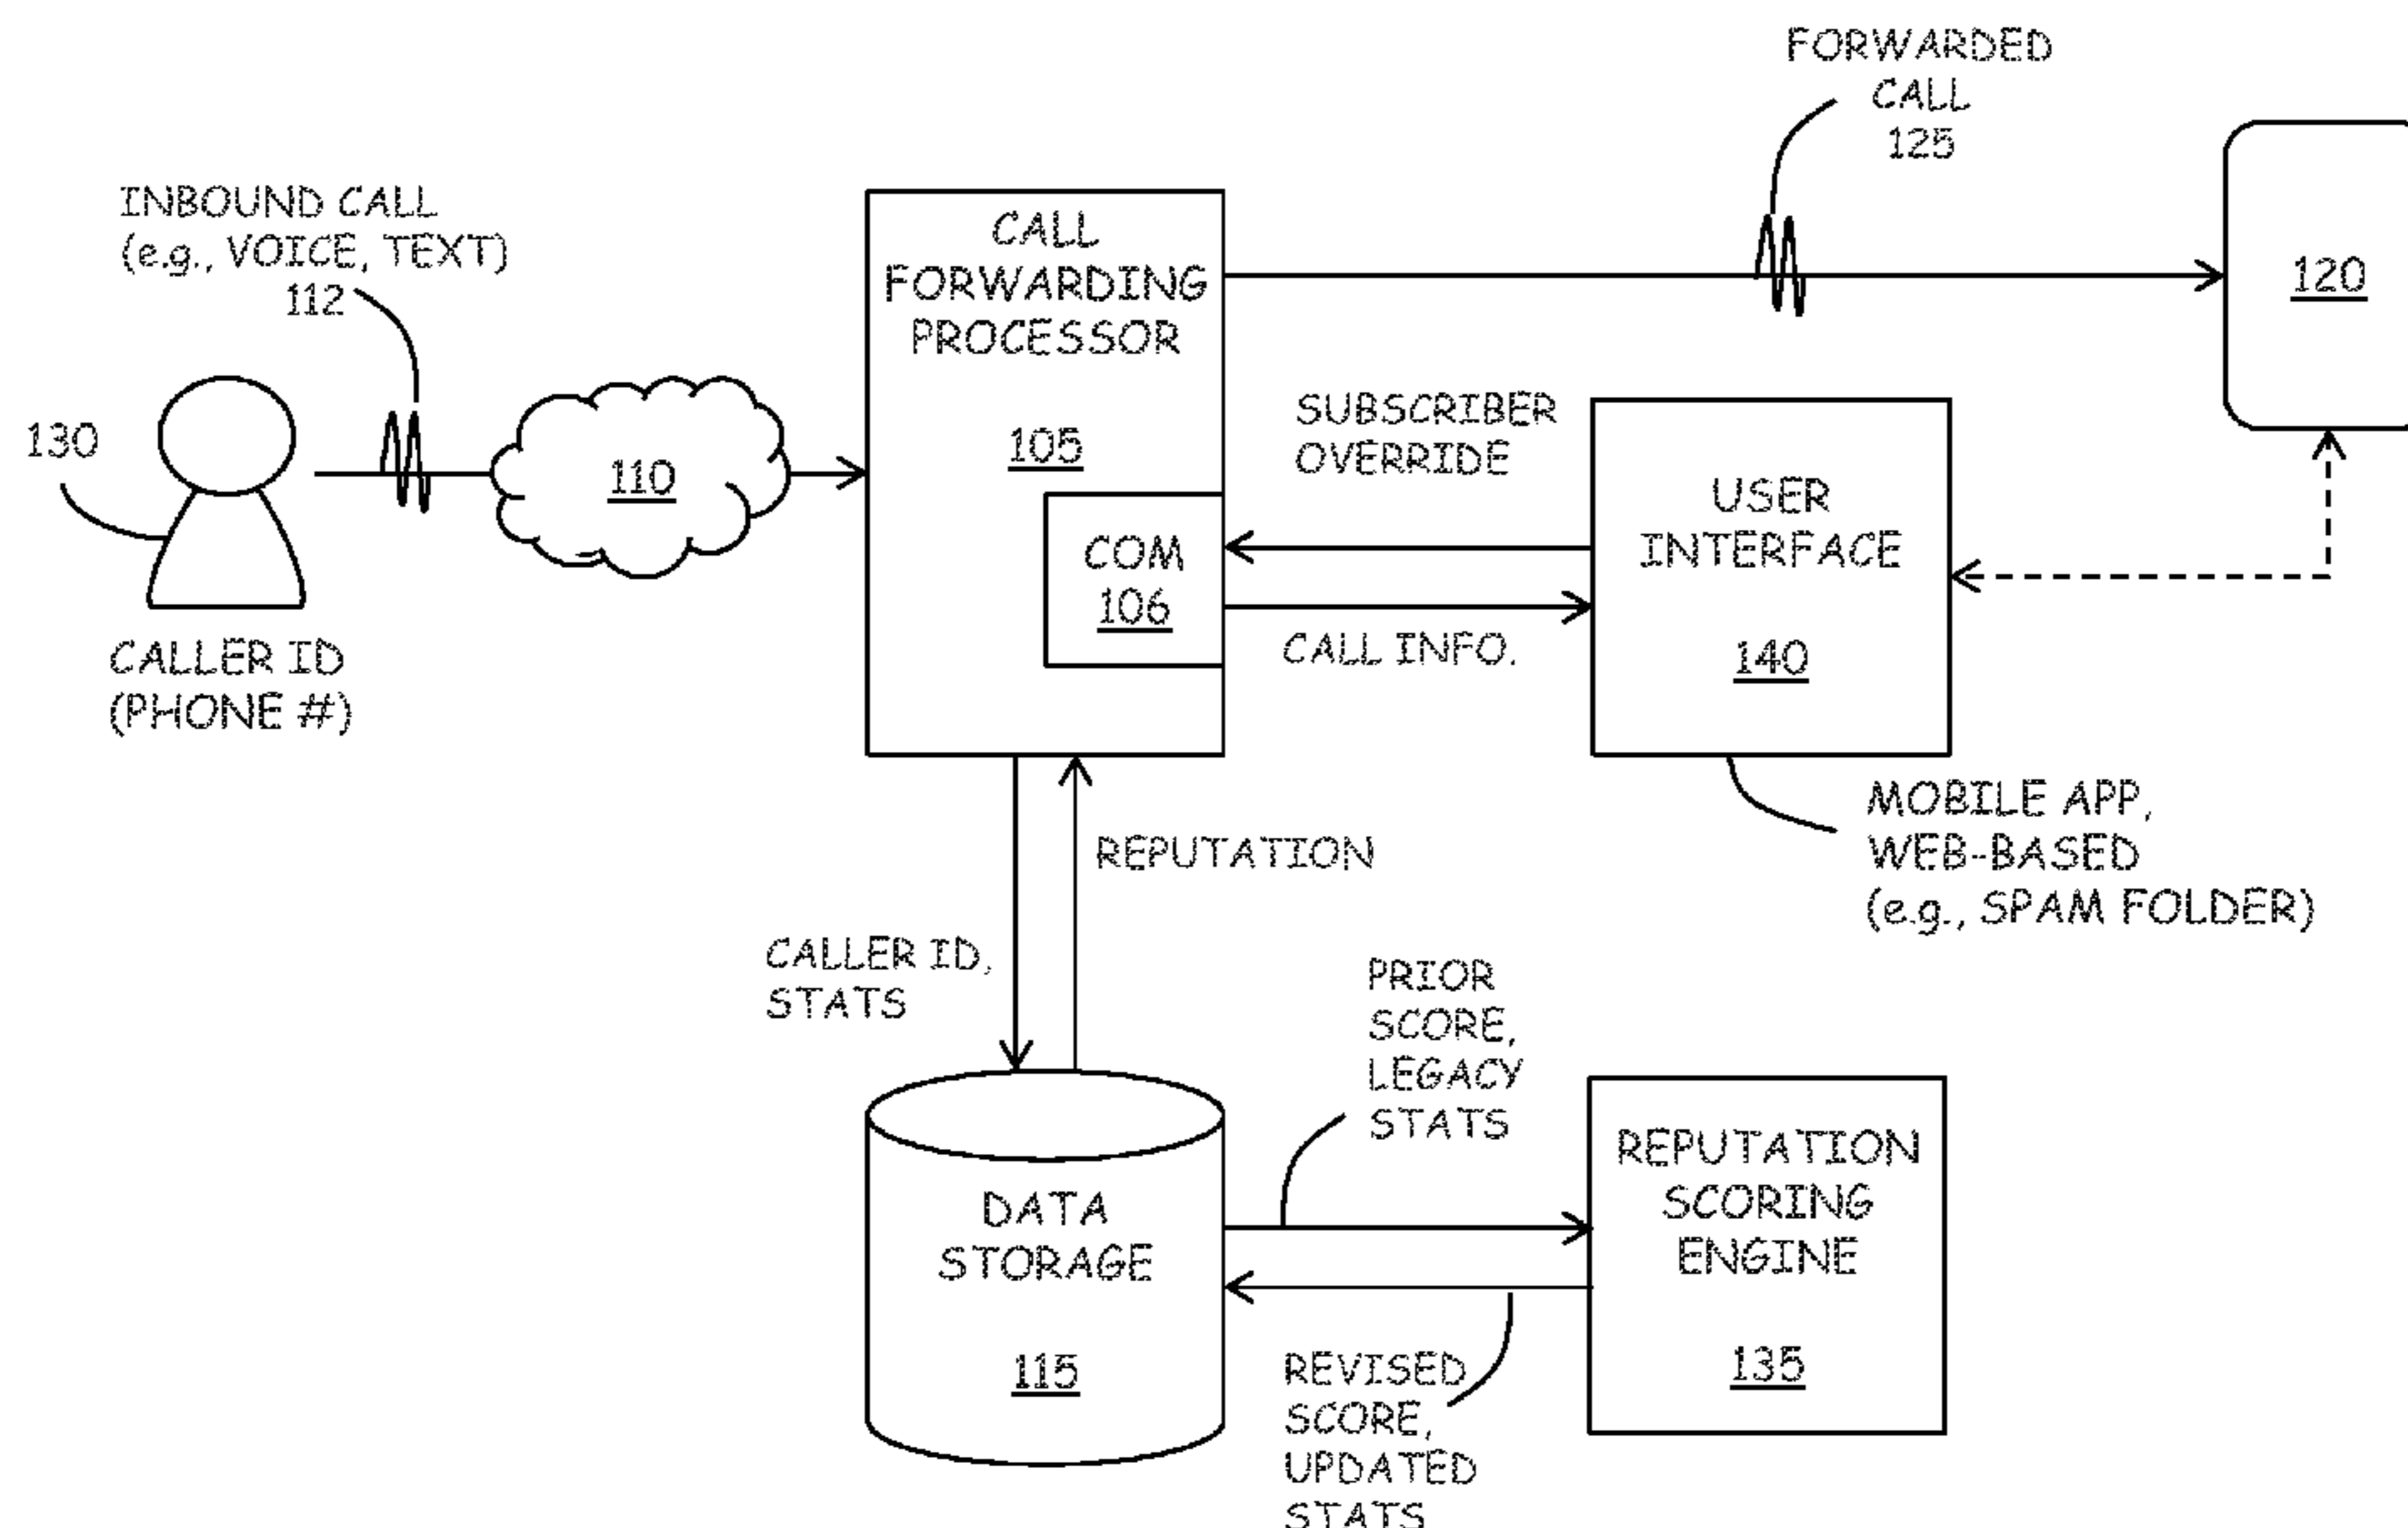 FORWARDED
CALL
125
INBOUND CALL
(e.g., VOICE, TEXT)
112
CALL
FORWARDING
PROCESSOR
105
120
130
110
SUBSCRIBER
OVERRIDE
COM
106
USER
INTERFACE
140
CALL INFO.
CALLER ID
(PHONE #)
MOBILE APP,
WEB-BASED
(e.g., SPAM FOLDER)
REPUTATION
CALLER ID,
STATS
PRIOR
SCORE,
LEGACY
STATS
DATA
STORAGE
115
REPUTATION
SCORING
ENGINE
135
REVISED
SCORE,
UPDATED
STATS